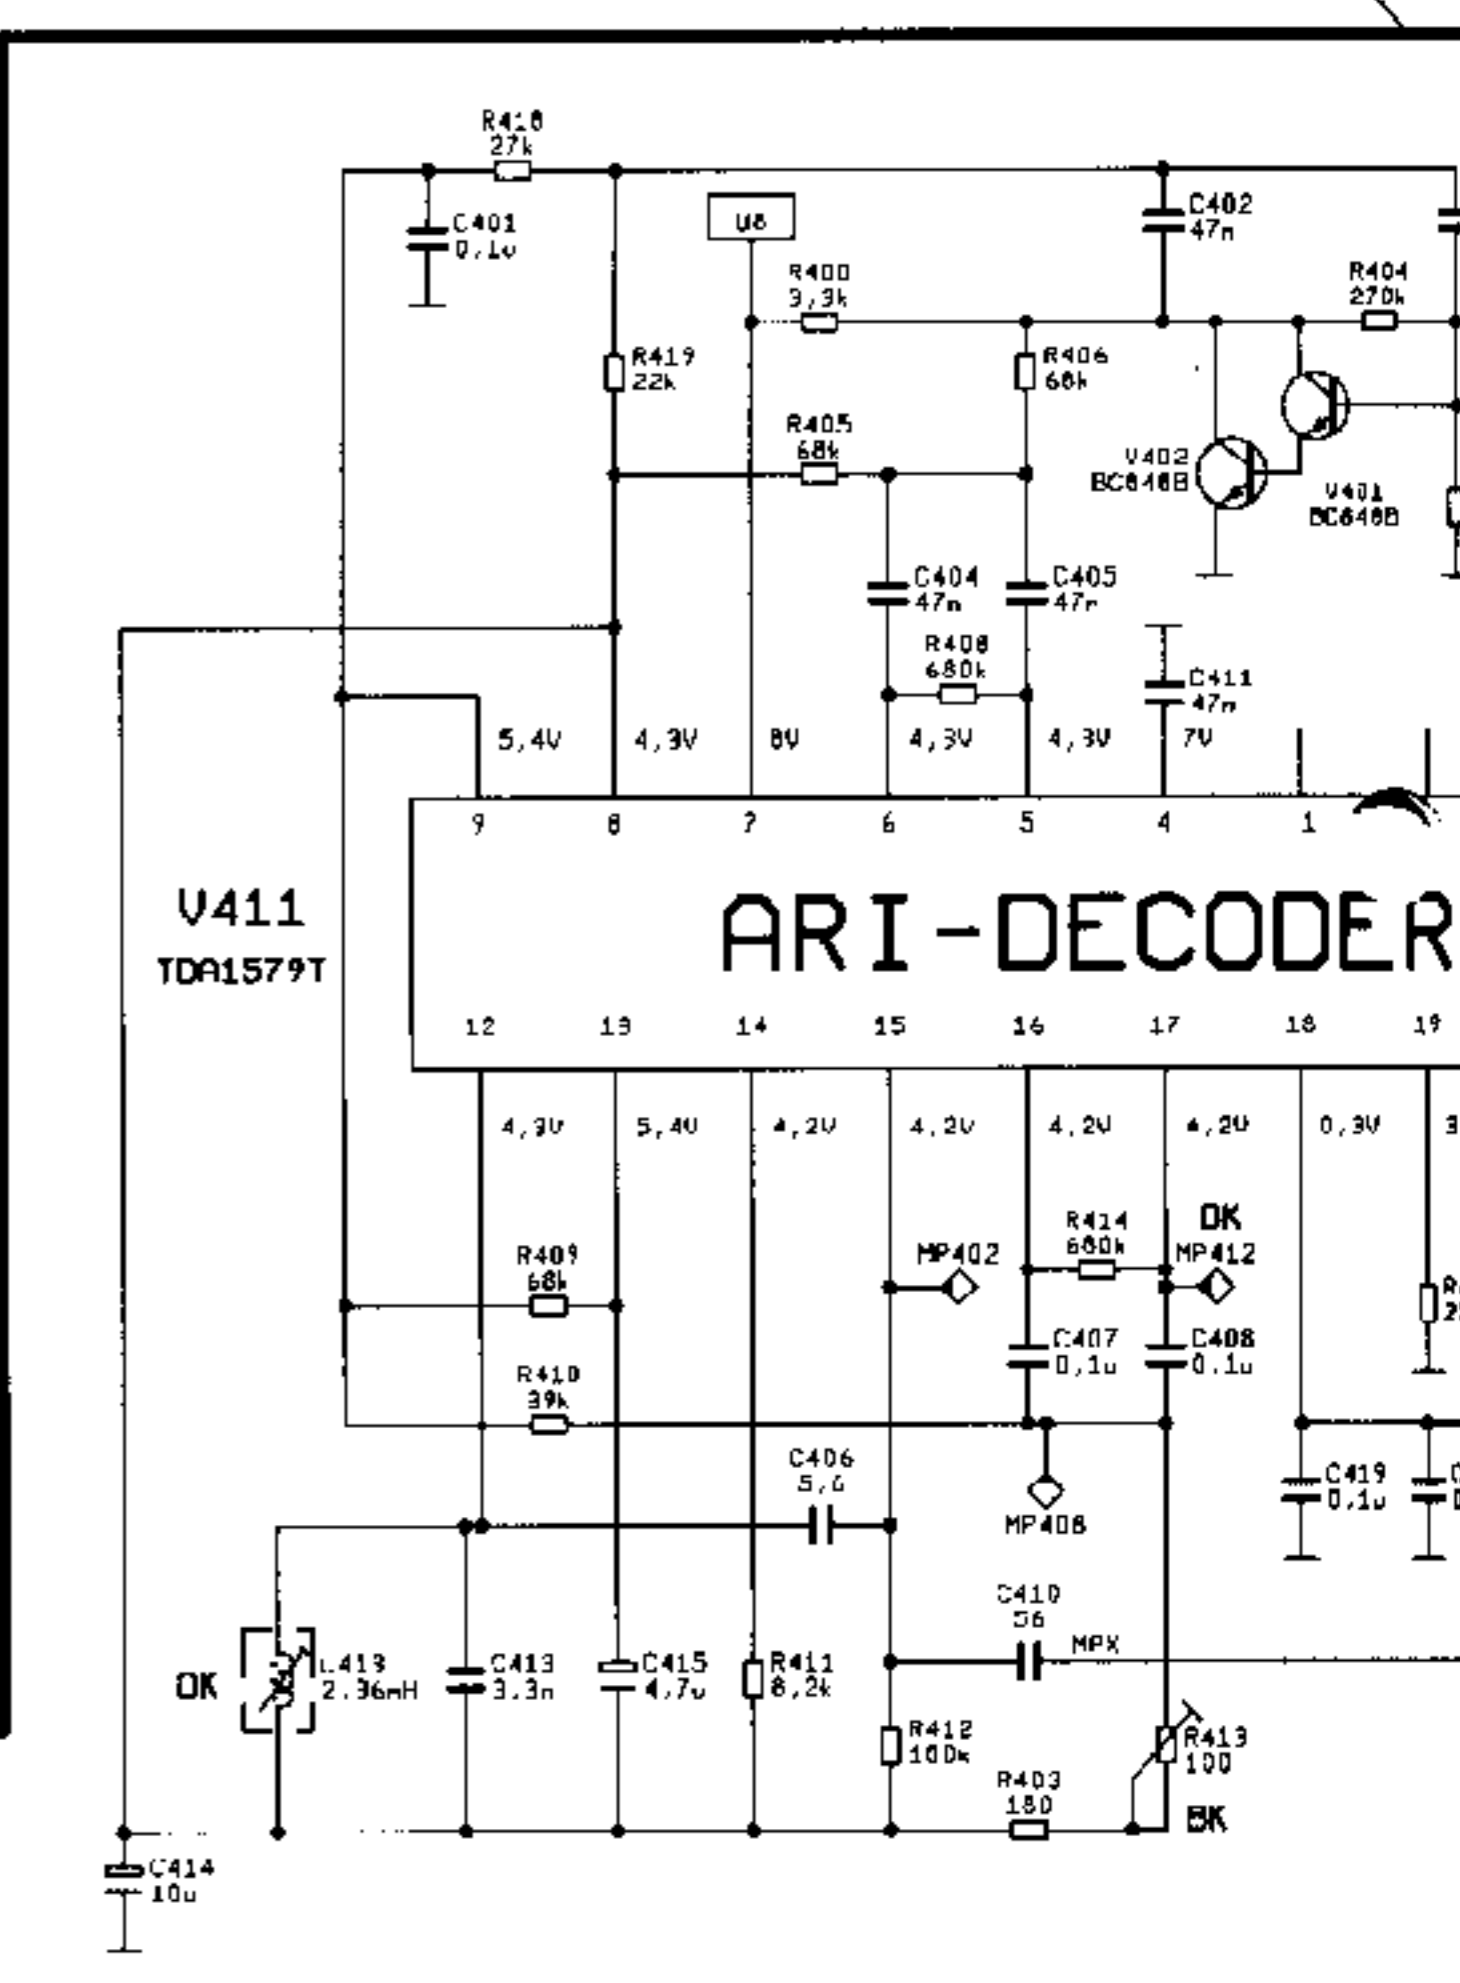 R418
27k
C401
0,1u
U8
C402
47n
R400
3,3k
R404
270k
R419
22k
R406
68k
R405
68k
V402
BC848B
V401
BC848B
C404
47n
C405
47n
R408
680k
C411
47n
5,4V
4,3V
8V
4,3V
4,3V
7V
9
8
7
6
5
4
1
V411
TDA1579T
ARI-DECODER
12
13
14
15
16
17
18
19
4,3V
5,4V
4,2V
4,2V
4,2V
4,2V
0,3V
R409
68k
MP402
R414
680k
OK
MP412
C407
0,1u
C408
0.1u
R410
39k
C406
MP408
C419
0,1u
C410
56
MPX
OK
L413
2.36mH
C413
3.3n
C415
4,7u
R411
8,2k
R412
100k
R413
100
R403
180
BK
C414
10u